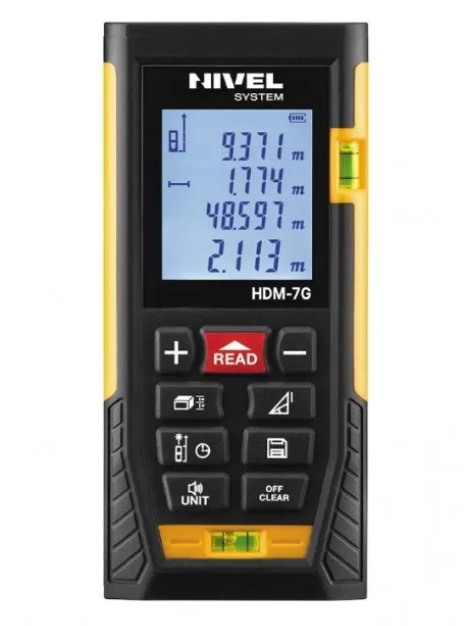 NIVEL
SYSTEM
9.371 m
1.774 m
48.597 m
2.113 m
HDM-7G
+ READ −
UNIT
OFF
CLEAR